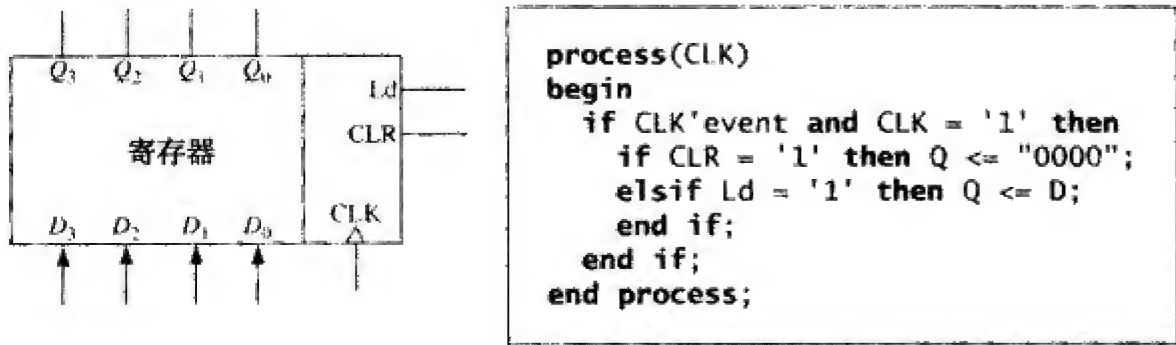 Q3 Q2 Q1 Q0
Ld
CLR
寄存器
CLK
D3 D2 D1 D0
process(CLK)
begin
if CLK'event and CLK = '1' then
if CLR = '1' then Q <= "0000";
elsif Ld = '1' then Q <= D;
end if;
end if;
end process;